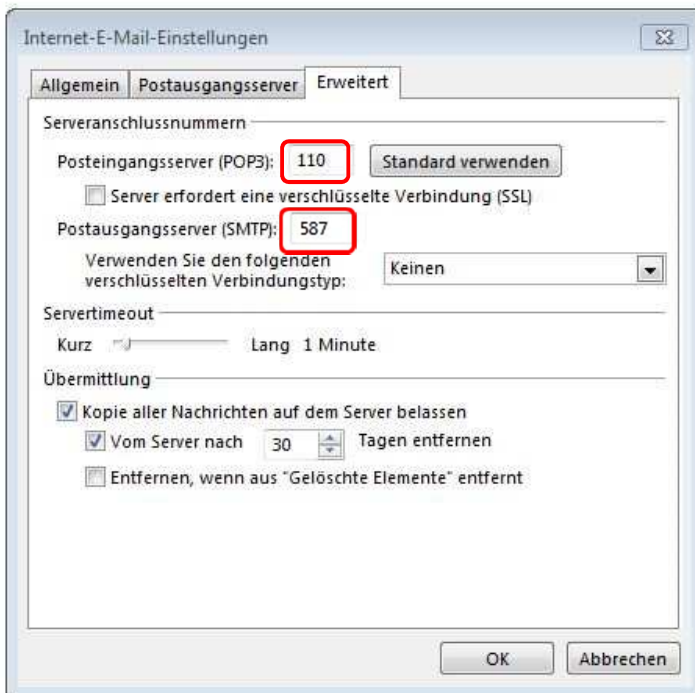 Internet-E-Mail-Einstellungen
Allgemein Postausgangsserver Erweitert
Serveranschlussnummern
Posteingangsserver (POP3): 110 Standard verwenden
Server erfordert eine verschlüsselte Verbindung (SSL)
Postausgangsserver (SMTP): 587
Verwenden Sie den folgenden
verschlüsselten Verbindungstyp: Keinen
Servertimeout
Kurz Lang 1 Minute
Übermittlung
Kopie aller Nachrichten auf dem Server belassen
Vom Server nach 30 Tagen entfernen
Entfernen, wenn aus "Gelöschte Elemente" entfernt
OK Abbrechen